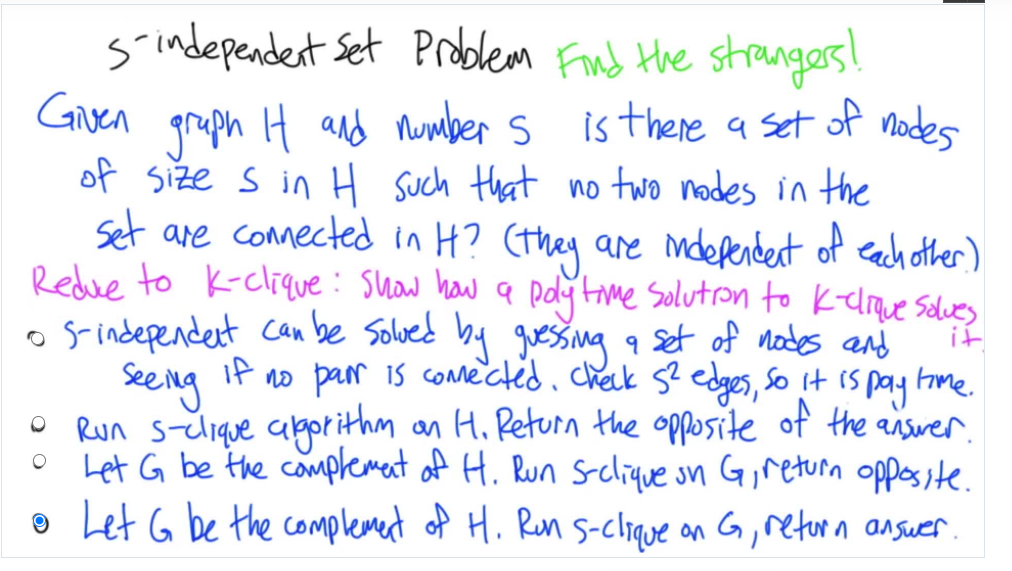 s-independent set Problem Find the strangers!
Given graph H and number s is there a set of nodes
of size s in H such that no two nodes in the
set are connected in H? (they are independent of each other)
Reduce to K-clique: Show how a polytime solution to K-clique solves
it.
s-independent can be solved by guessing a set of nodes and
seeing if no pair is connected. Check s² edges, so it is poly time.
Run s-clique algorithm on H. Return the opposite of the answer.
Let G be the complement of H. Run s-clique on G, return opposite.
Let G be the complement of H. Run s-clique on G, return answer.